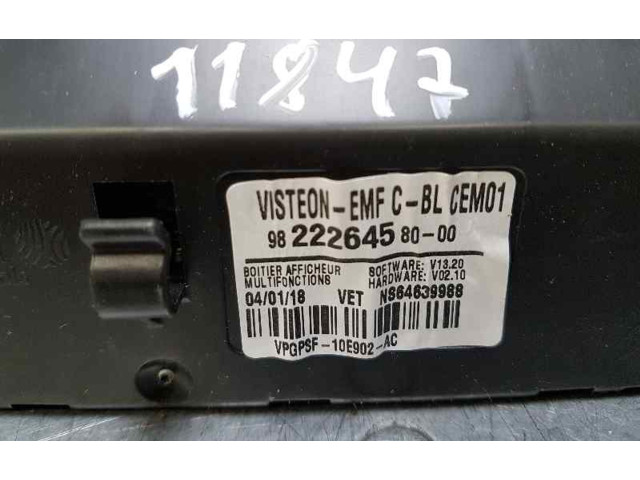 11847
VISTEON-EMF C-BL CEM01
98 222645 80-00
BOITIER AFFICHEUR SOFTWARE: V13.20
MULTIFONCTIONS HARDWARE: V02.10
04/01/18 VET NS64639988
VPGPSF-10E902-AC